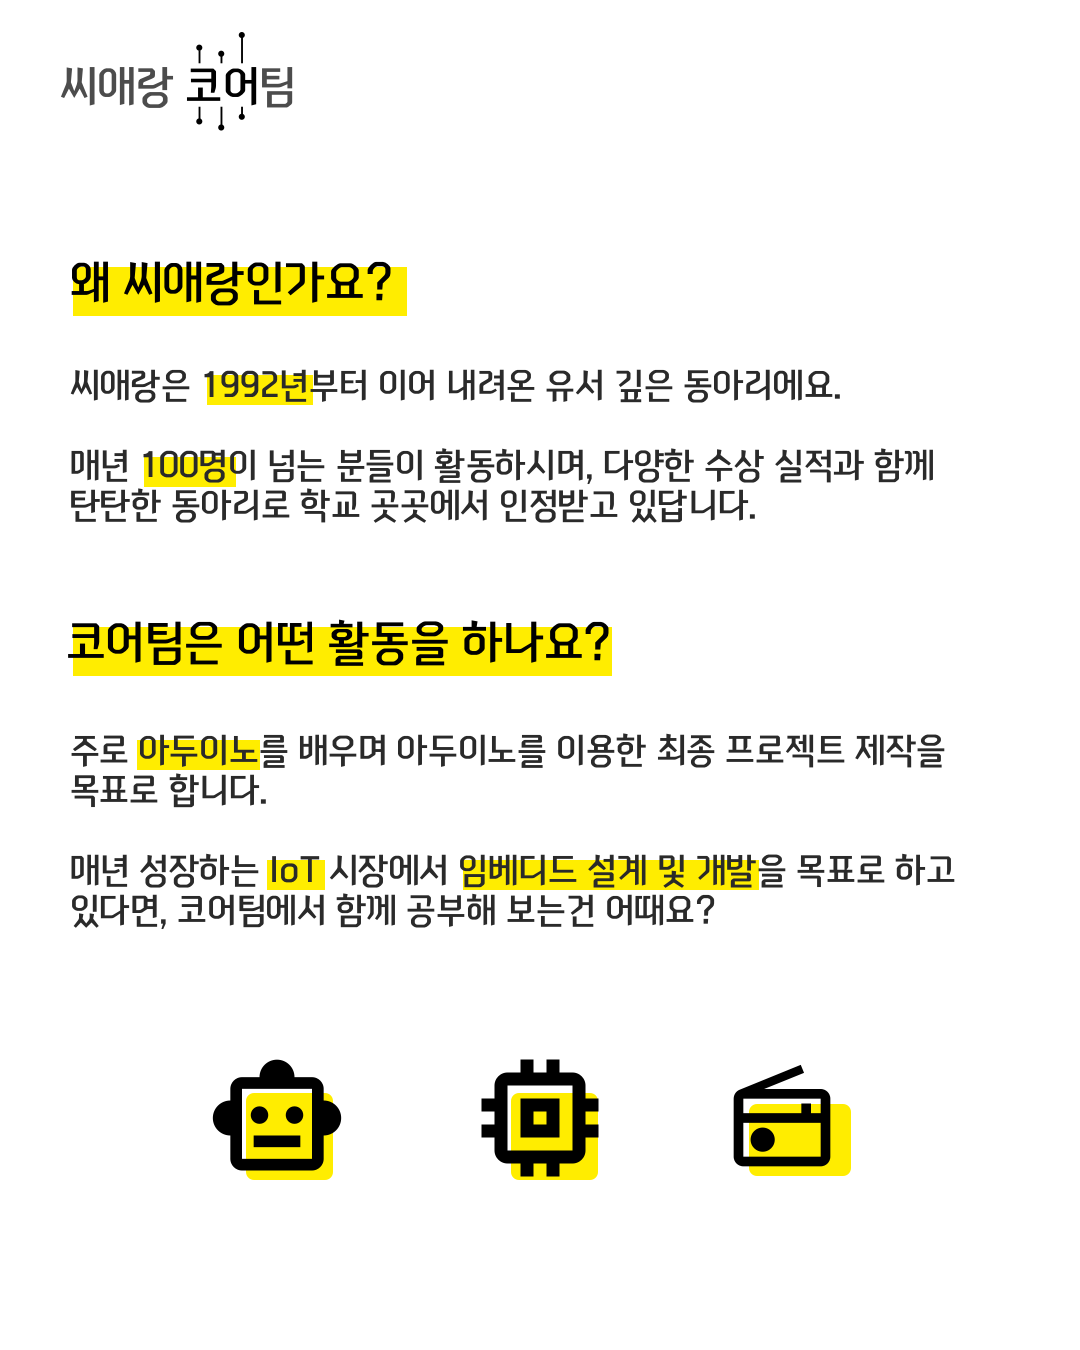 씨애랑 코어팀
왜 씨애랑인가요?
씨애랑은 1992년부터 이어 내려온 유서 깊은 동아리에요.
매년 100명이 넘는 분들이 활동하시며, 다양한 수상 실적과 함께
탄탄한 동아리로 학교 곳곳에서 인정받고 있답니다.
코어팀은 어떤 활동을 하나요?
주로 아두이노를 배우며 아두이노를 이용한 최종 프로젝트 제작을
목표로 합니다.
매년 성장하는 IoT 시장에서 임베디드 설계 및 개발을 목표로 하고
있다면, 코어팀에서 함께 공부해 보는건 어때요?